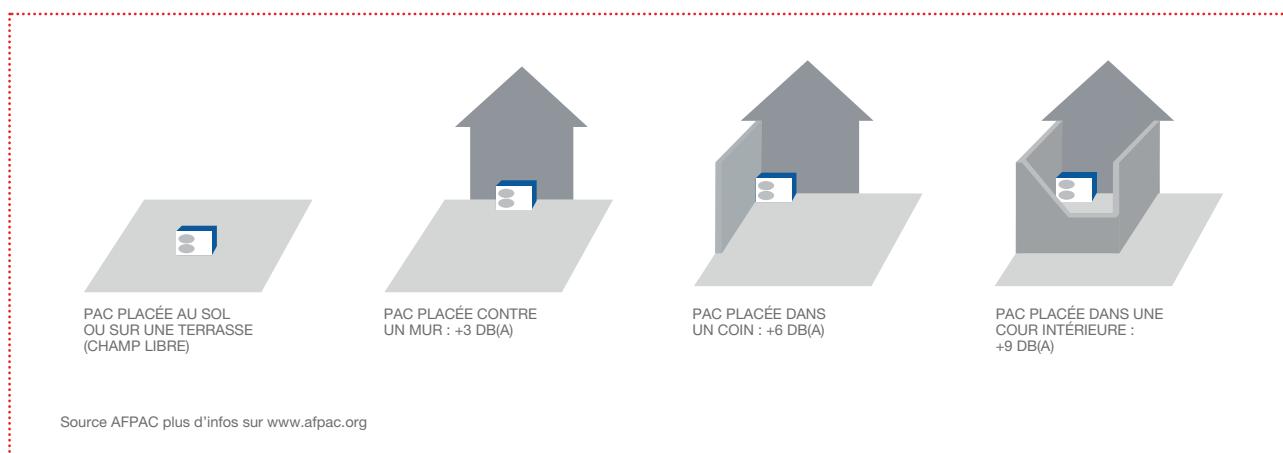 PAC PLACÉE AU SOL
OU SUR UNE TERRASSE
(CHAMP LIBRE)
PAC PLACÉE CONTRE
UN MUR : +3 DB(A)
PAC PLACÉE DANS
UN COIN : +6 DB(A)
PAC PLACÉE DANS UNE
COUR INTÉRIEURE :
+9 DB(A)
Source AFPAC plus d'infos sur www.afpac.org